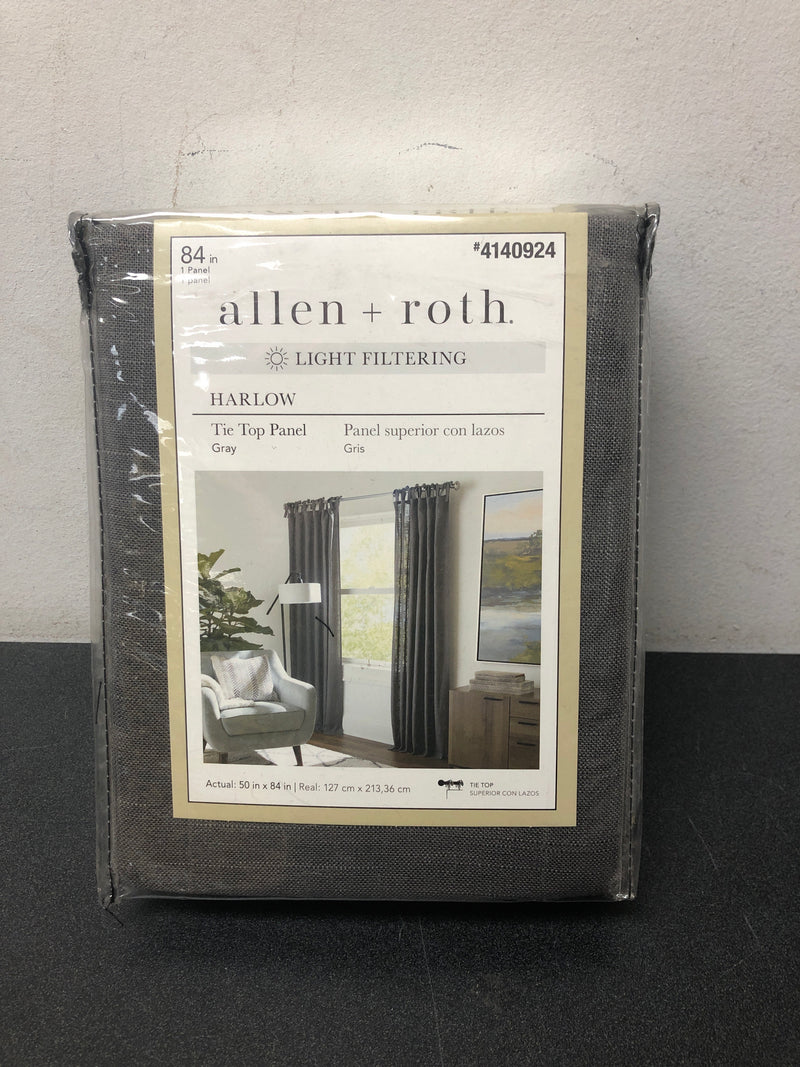 84 in
#4140924
1 Panel
1 panel
allen + roth.
LIGHT FILTERING
HARLOW
Tie Top Panel
Panel superior con lazos
Gray
Gris
Actual: 50 in x 84 in | Real: 127 cm x 213,36 cm
TIE TOP
SUPERIOR CON LAZOS